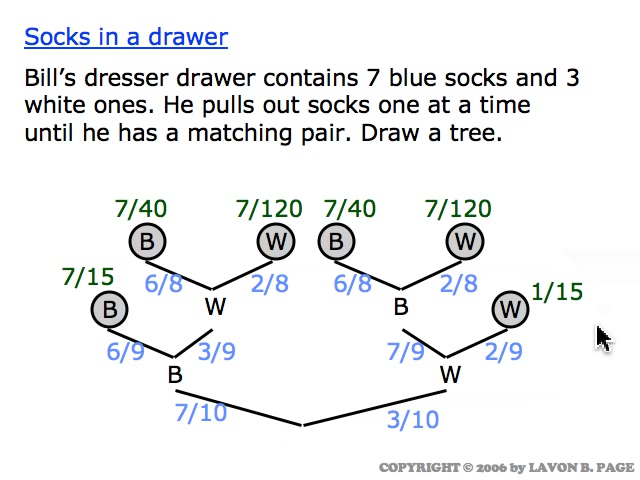 Socks in a drawer
Bill's dresser drawer contains 7 blue socks and 3
white ones. He pulls out socks one at a time
until he has a matching pair. Draw a tree.
7/40 7/120 7/40 7/120
B W B W
7/15 6/8 2/8 6/8 2/8 1/15
B W B W
6/9 3/9 7/9 2/9
B W
7/10 3/10
COPYRIGHT © 2006 by LAVON B. PAGE